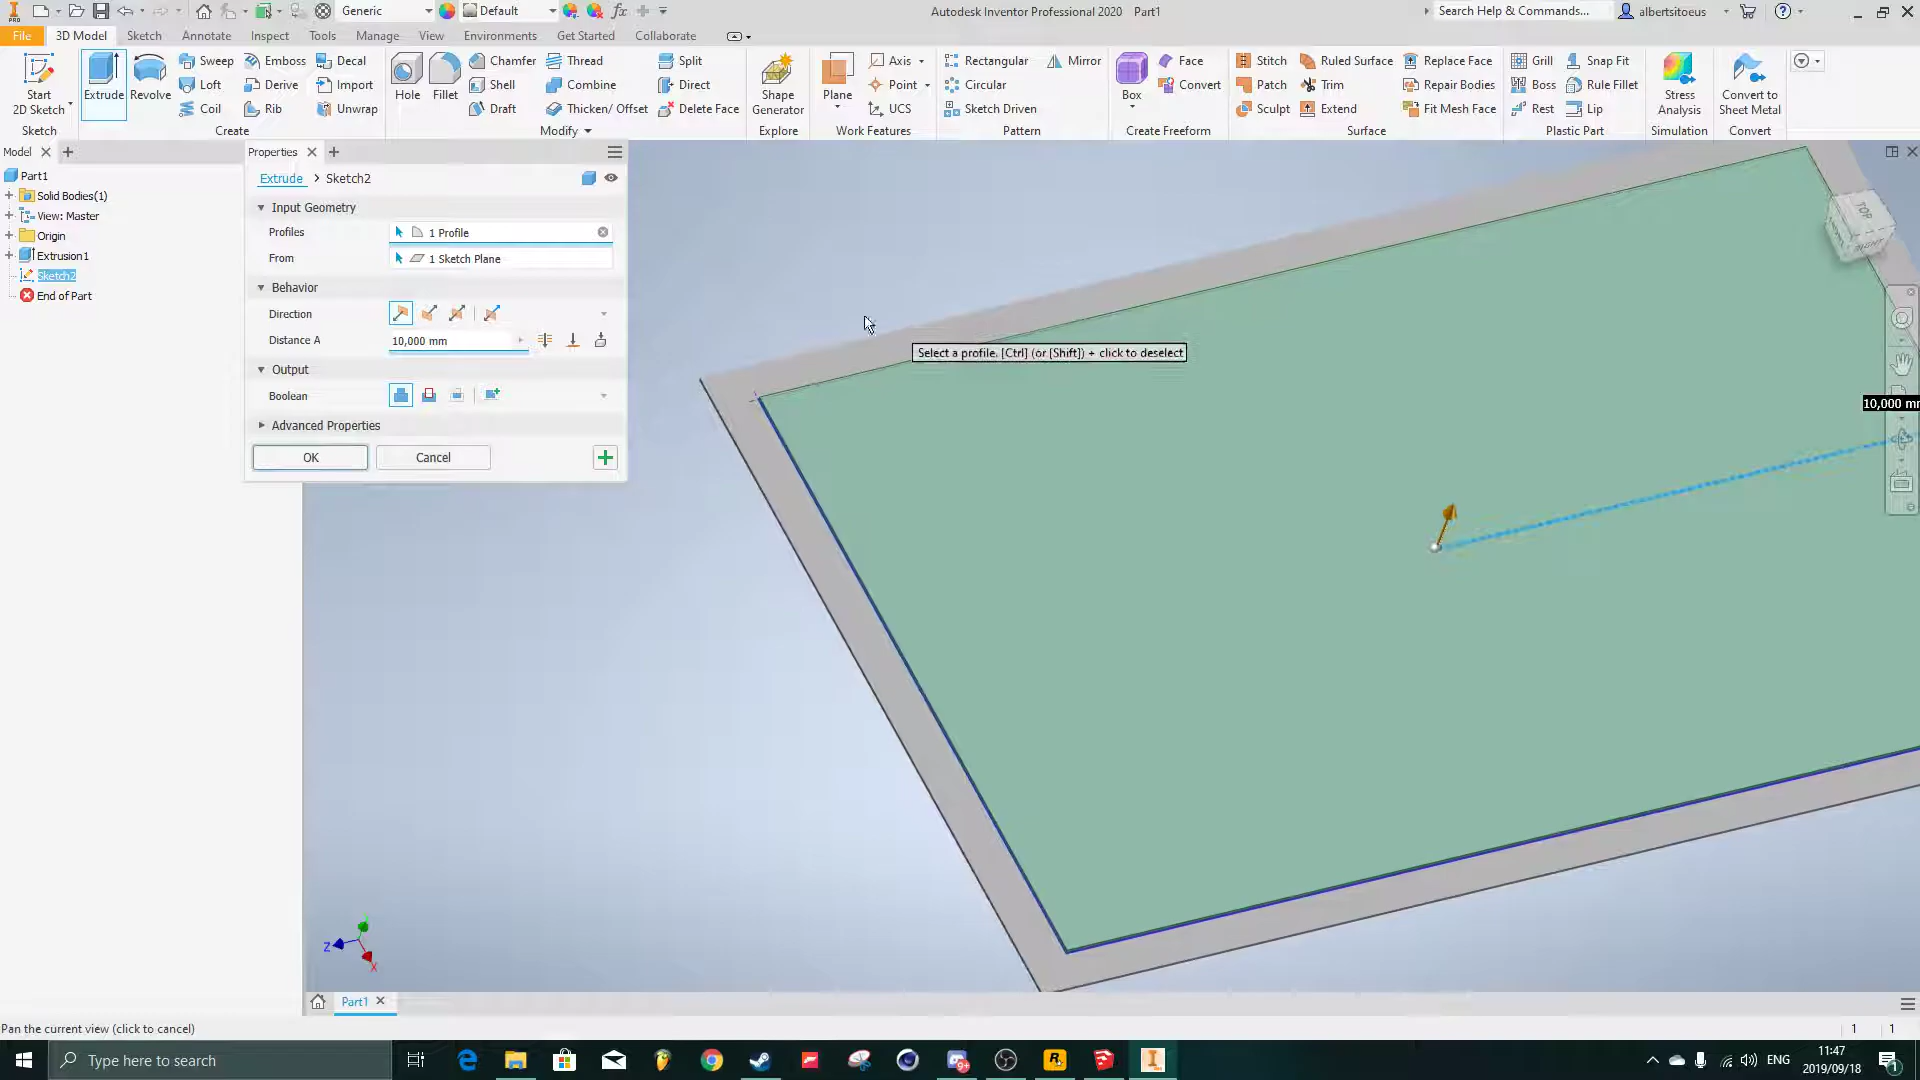 PRO Generic Default fx Autodesk Inventor Professional 2020 Part1 Search Help & Commands... albertsitoeus
File 3D Model Sketch Annotate Inspect Tools Manage View Environments Get Started Collaborate
Start 2D Sketch Extrude Revolve Sweep Loft Coil Emboss Derive Rib Decal Import Unwrap
Hole Fillet Chamfer Shell Draft Thread Combine Thicken/ Offset Split Direct Delete Face
Shape Generator Plane Axis Point UCS Rectangular Circular Sketch Driven Mirror
Box Face Convert Stitch Patch Sculpt Ruled Surface Trim Extend Replace Face Repair Bodies Fit Mesh Face
Grill Boss Rest Snap Fit Rule Fillet Lip Stress Analysis Convert to Sheet Metal
Sketch Create Modify Explore Work Features Pattern Create Freeform Surface Plastic Part Simulation Convert
Model
Part1
Solid Bodies(1)
View: Master
Origin
Extrusion1
Sketch2
End of Part
Properties
Extrude > Sketch2
Input Geometry
Profiles 1 Profile
From 1 Sketch Plane
Behavior
Direction
Distance A 10,000 mm
Output
Boolean
Advanced Properties
OK Cancel
Select a profile. [Ctrl] (or [Shift]) + click to deselect
TOP
RIGHT
10,000 mm
Z X
Part1
Pan the current view (click to cancel) 1 1
Type here to search
9+
ENG
11:47
2019/09/18
1